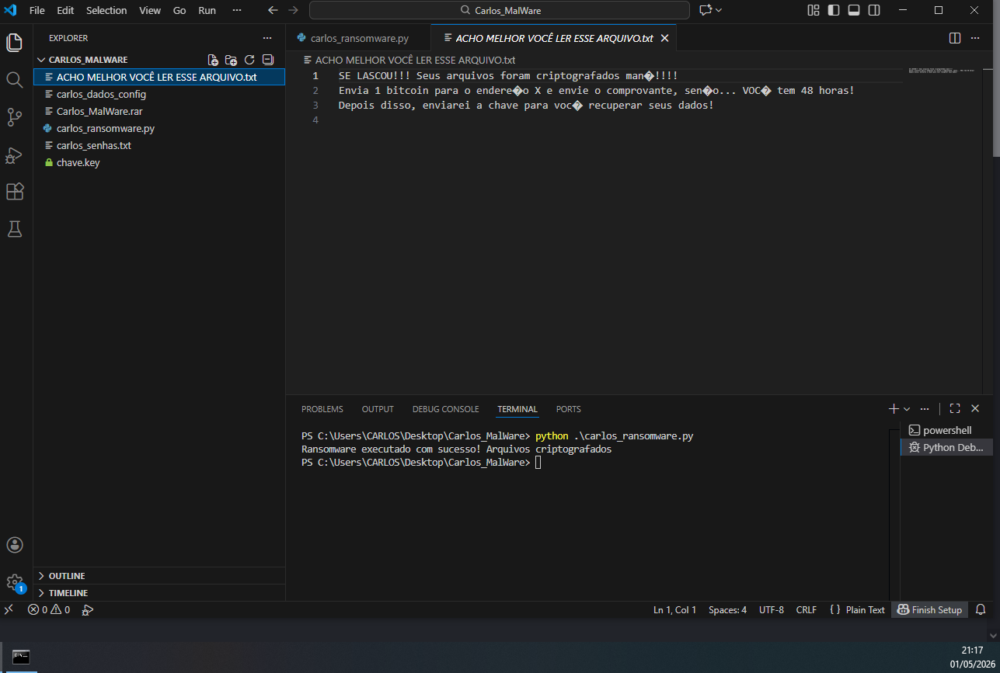 File Edit Selection View Go Run ··· Carlos_MalWare
EXPLORER ···
carlos_ransomware.py
ACHO MELHOR VOCÊ LER ESSE ARQUIVO.txt
CARLOS_MALWARE
ACHO MELHOR VOCÊ LER ESSE ARQUIVO.txt
carlos_dados_config
Carlos_MalWare.rar
carlos_ransomware.py
carlos_senhas.txt
chave.key
ACHO MELHOR VOCÊ LER ESSE ARQUIVO.txt
1 SE LASCOU!!! Seus arquivos foram criptografados man�!!!!
2 Envia 1 bitcoin para o endere�o X e envie o comprovante, sen�o... VOC� tem 48 horas!
3 Depois disso, enviarei a chave para voc� recuperar seus dados!
4
PROBLEMS OUTPUT DEBUG CONSOLE TERMINAL PORTS
PS C:\Users\CARLOS\Desktop\Carlos_MalWare> python .\carlos_ransomware.py
Ransomware executado com sucesso! Arquivos criptografados
PS C:\Users\CARLOS\Desktop\Carlos_MalWare>
powershell
Python Deb...
OUTLINE
TIMELINE
1
0 0
Ln 1, Col 1 Spaces: 4 UTF-8 CRLF {} Plain Text Finish Setup
21:17
01/05/2026